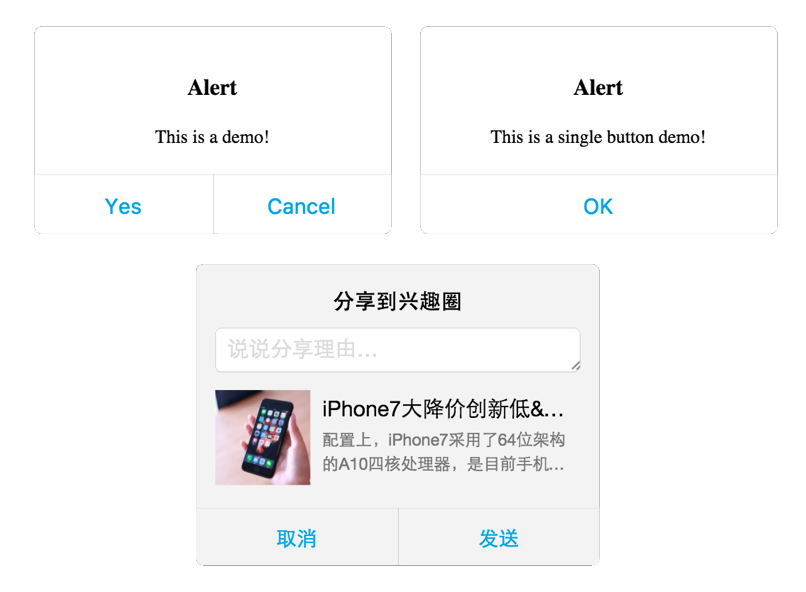 Alert
This is a demo!
Yes
Cancel
Alert
This is a single button demo!
OK
分享到兴趣圈
说说分享理由...
iPhone7大降价创新低&...
配置上，iPhone7采用了64位架构
的A10四核处理器，是目前手机...
取消
发送